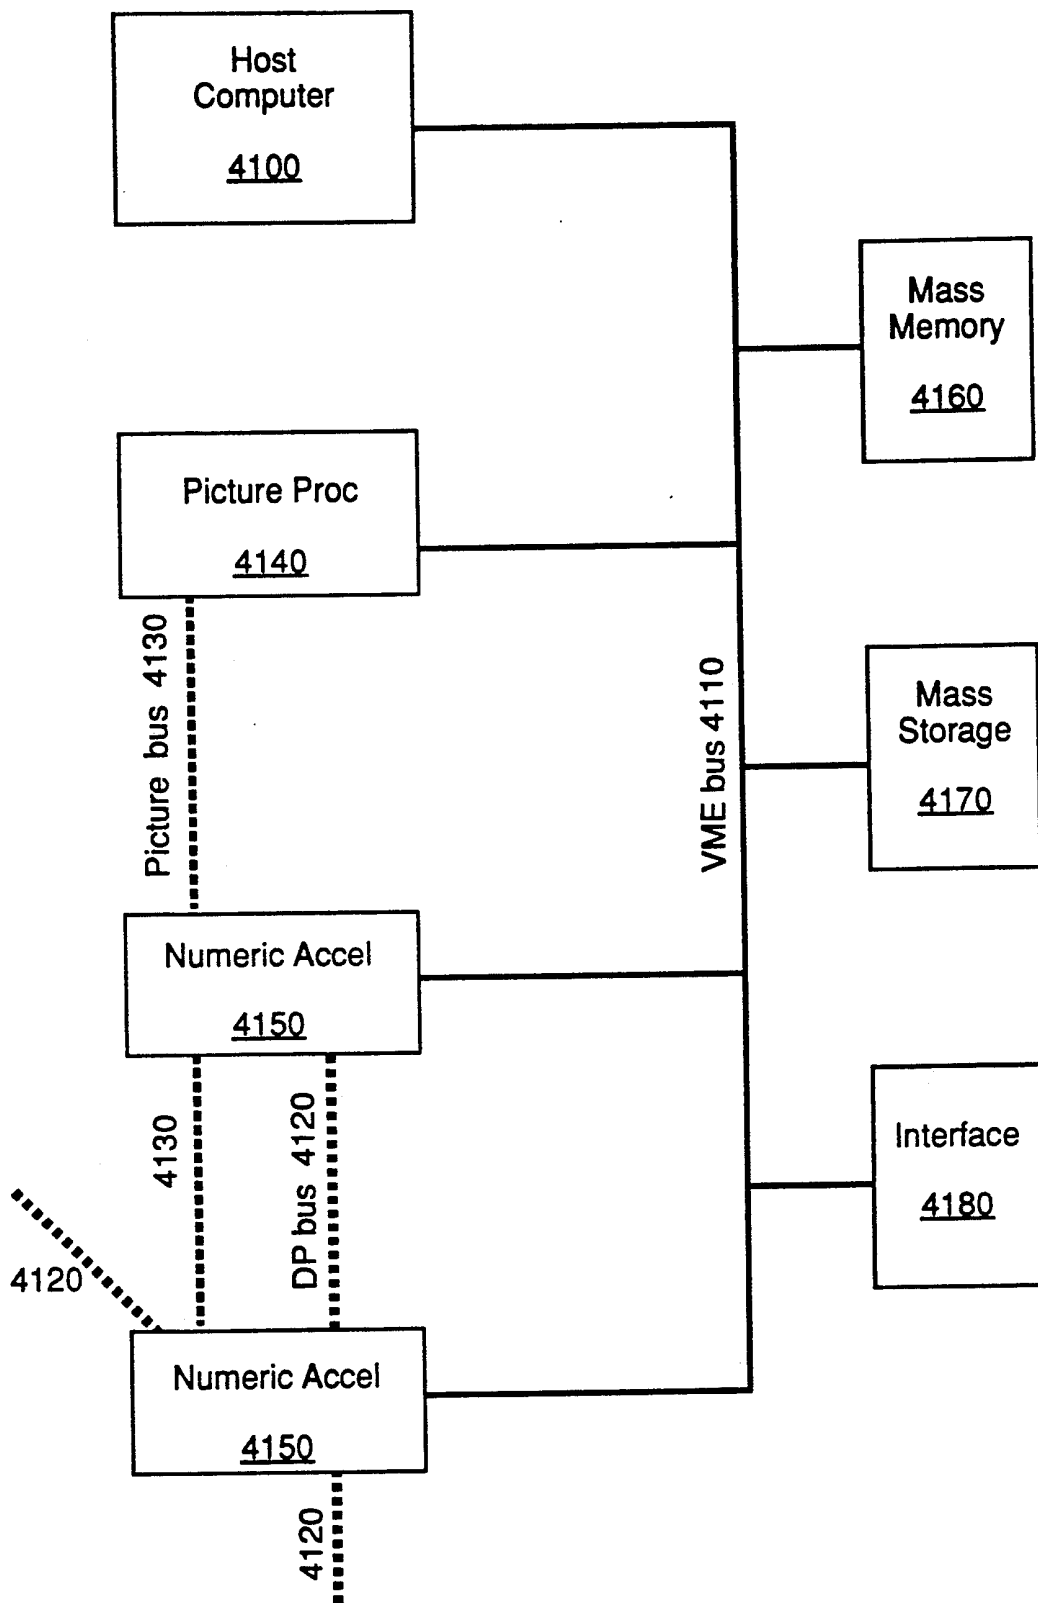 Host
Computer
4100
Mass
Memory
4160
Picture Proc
4140
Picture bus 4130
VME bus 4110
Mass
Storage
4170
Numeric Accel
4150
4130
DP bus 4120
Interface
4180
4120
Numeric Accel
4150
4120